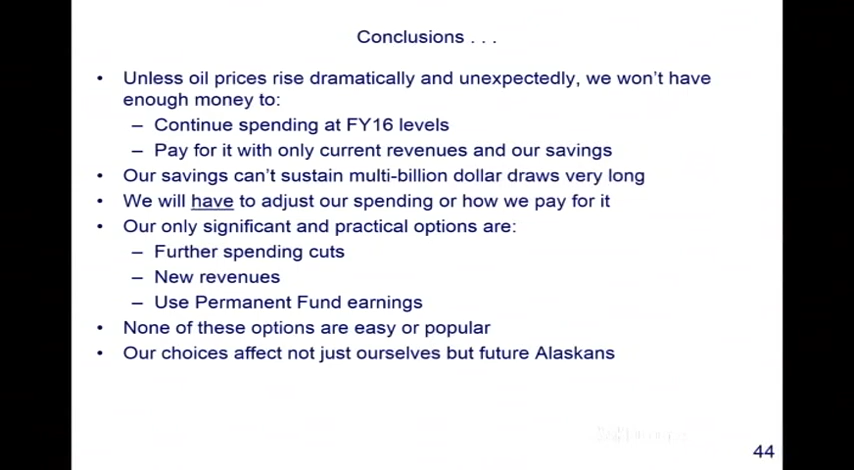 Conclusions . . .
• Unless oil prices rise dramatically and unexpectedly, we won't have
enough money to:
– Continue spending at FY16 levels
– Pay for it with only current revenues and our savings
• Our savings can't sustain multi-billion dollar draws very long
• We will have to adjust our spending or how we pay for it
• Our only significant and practical options are:
– Further spending cuts
– New revenues
– Use Permanent Fund earnings
• None of these options are easy or popular
• Our choices affect not just ourselves but future Alaskans
44